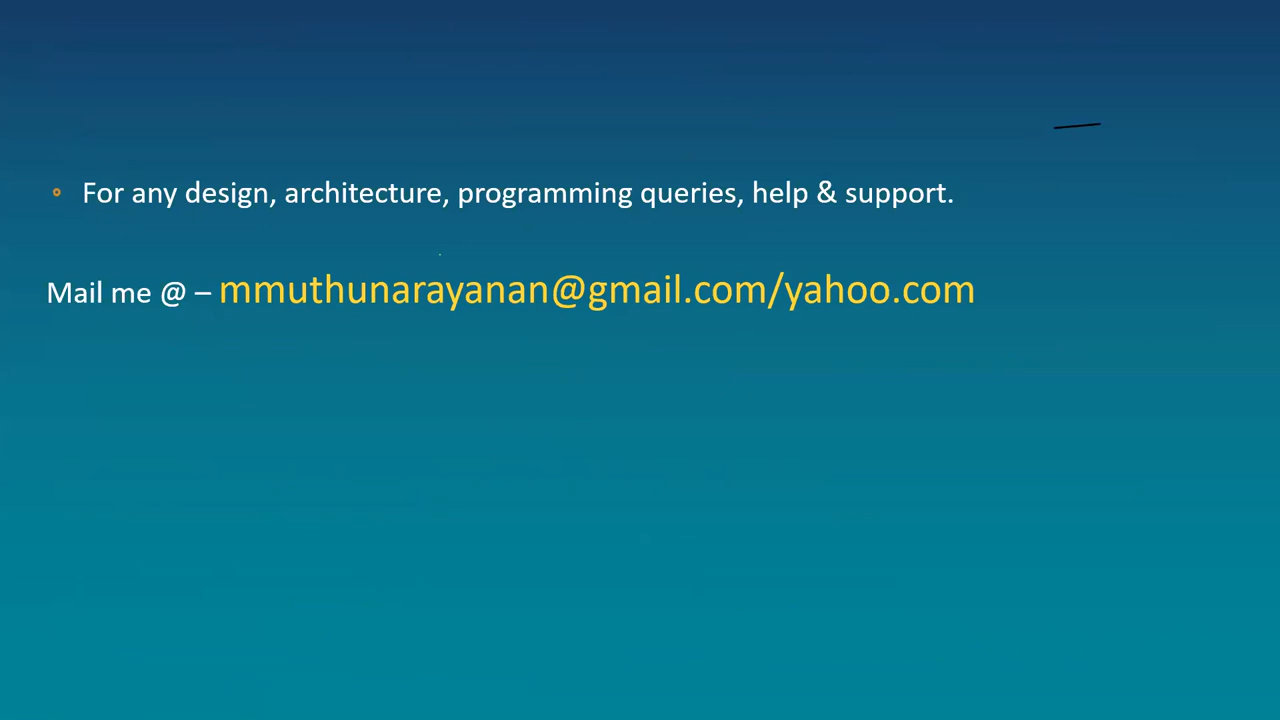 For any design, architecture, programming queries, help & support.
Mail me @ – mmuthunarayanan@gmail.com/yahoo.com